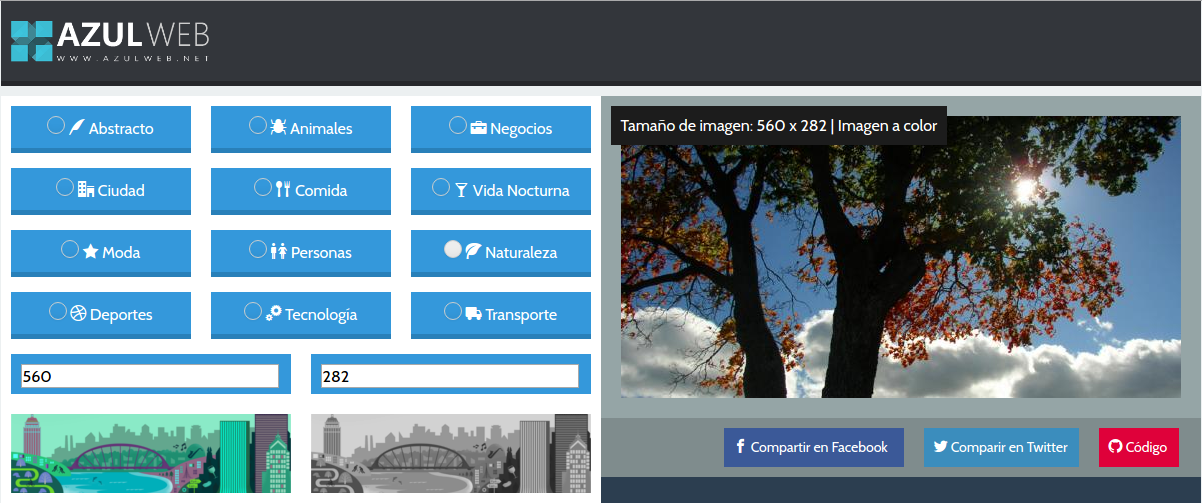 AZULWEB
WWW.AZULWEB.NET
Abstracto
Animales
Negocios
Ciudad
Comida
Vida Nocturna
Moda
Personas
Naturaleza
Deportes
Tecnología
Transporte
560
282
Tamaño de imagen: 560 x 282 | Imagen a color
Compartir en Facebook
Comparir en Twitter
Código